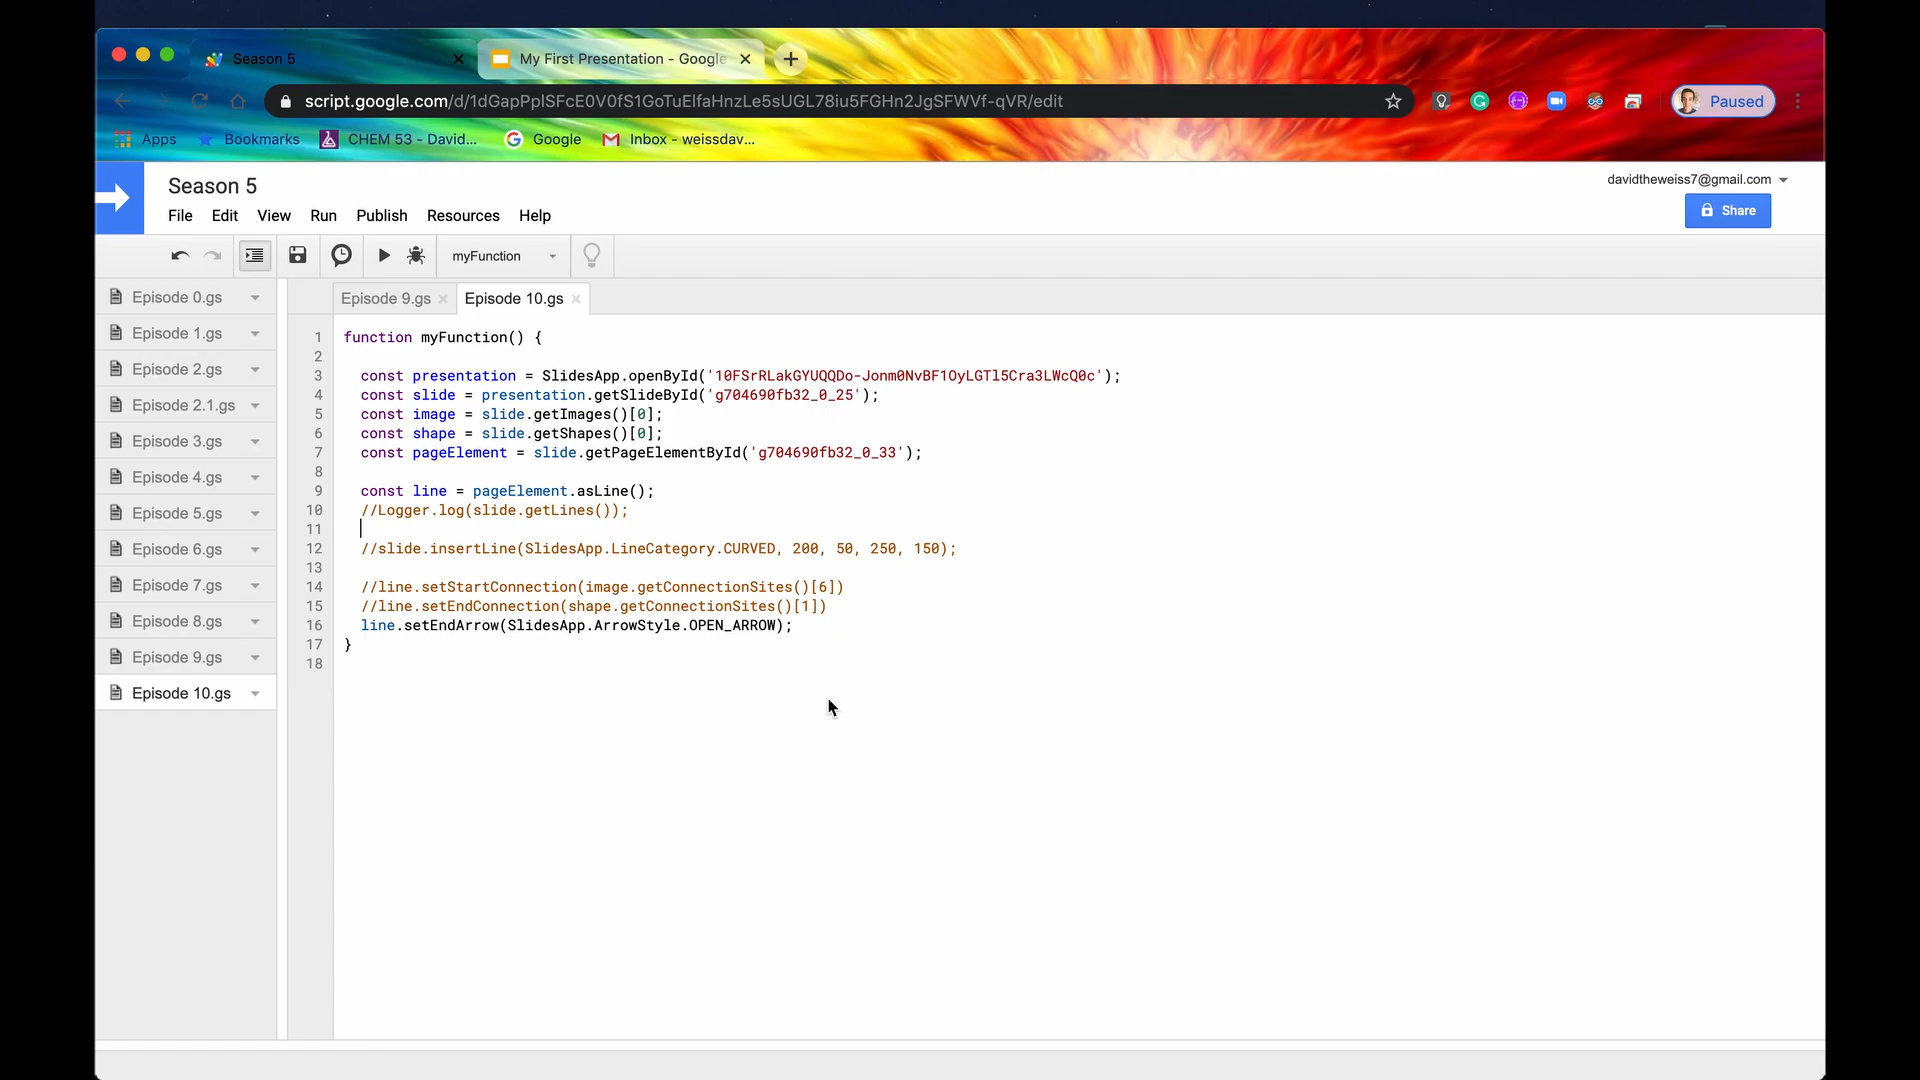 Season 5
My First Presentation - Google
script.google.com/d/1dGapPplSFcE0V0fS1GoTuElfaHnzLe5sUGL78iu5FGHn2JgSFWVf-qVR/edit
Paused
Apps
Bookmarks
CHEM 53 - David...
Google
Inbox - weissdav...
Season 5
davidtheweiss7@gmail.com
File Edit View Run Publish Resources Help
Share
myFunction
Episode 0.gs
Episode 1.gs
Episode 2.gs
Episode 2.1.gs
Episode 3.gs
Episode 4.gs
Episode 5.gs
Episode 6.gs
Episode 7.gs
Episode 8.gs
Episode 9.gs
Episode 10.gs
Episode 9.gs
Episode 10.gs
1 function myFunction() {
2
3 const presentation = SlidesApp.openById('10FSrRLakGYUQQDo-Jonm0NvBF1OyLGTl5Cra3LWcQ0c');
4 const slide = presentation.getSlideById('g704690fb32_0_25');
5 const image = slide.getImages()[0];
6 const shape = slide.getShapes()[0];
7 const pageElement = slide.getPageElementById('g704690fb32_0_33');
8
9 const line = pageElement.asLine();
10 //Logger.log(slide.getLines());
11
12 //slide.insertLine(SlidesApp.LineCategory.CURVED, 200, 50, 250, 150);
13
14 //line.setStartConnection(image.getConnectionSites()[6])
15 //line.setEndConnection(shape.getConnectionSites()[1])
16 line.setEndArrow(SlidesApp.ArrowStyle.OPEN_ARROW);
17 }
18